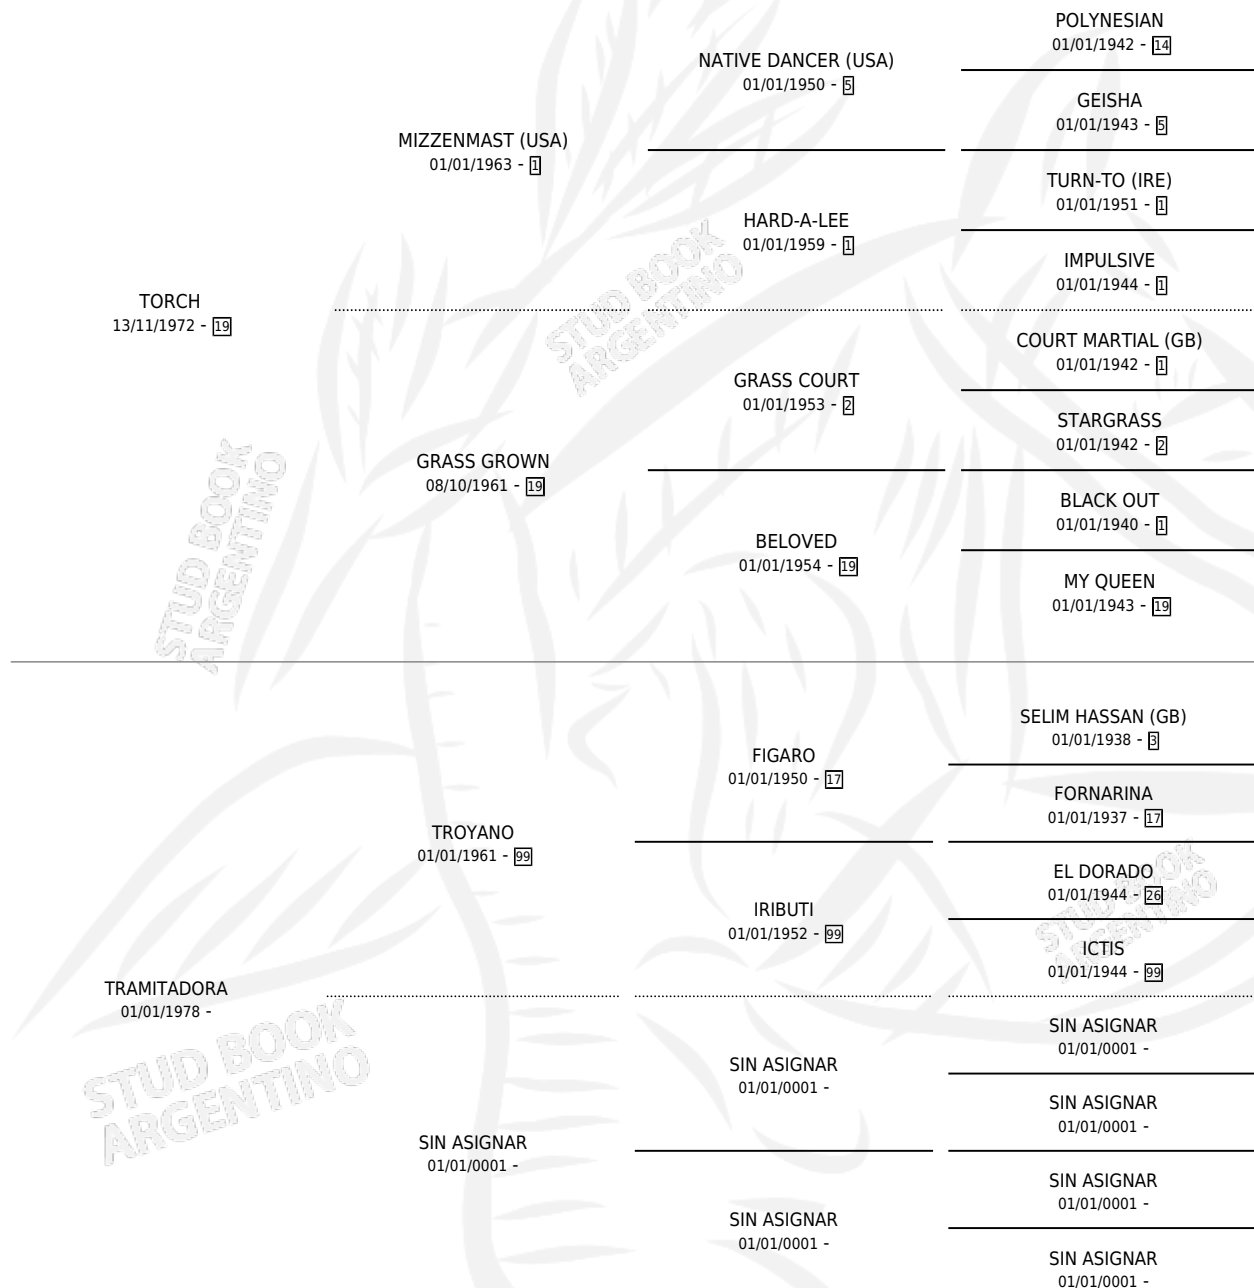 POLYNESIAN
01/01/1942 - 14
NATIVE DANCER (USA)
01/01/1950 - 5
GEISHA
01/01/1943 - 5
MIZZENMAST (USA)
01/01/1963 - 1
TURN-TO (IRE)
01/01/1951 - 1
HARD-A-LEE
01/01/1959 - 1
IMPULSIVE
01/01/1944 - 1
TORCH
13/11/1972 - 19
COURT MARTIAL (GB)
01/01/1942 - 1
GRASS COURT
01/01/1953 - 2
STARGRASS
01/01/1942 - 2
GRASS GROWN
08/10/1961 - 19
BLACK OUT
01/01/1940 - 1
BELOVED
01/01/1954 - 19
MY QUEEN
01/01/1943 - 19
SELIM HASSAN (GB)
01/01/1938 - 3
FIGARO
01/01/1950 - 17
FORNARINA
01/01/1937 - 17
TROYANO
01/01/1961 - 99
EL DORADO
01/01/1944 - 26
IRIBUTI
01/01/1952 - 99
ICTIS
01/01/1944 - 99
TRAMITADORA
01/01/1978 -
SIN ASIGNAR
01/01/0001 -
SIN ASIGNAR
01/01/0001 -
SIN ASIGNAR
01/01/0001 -
SIN ASIGNAR
01/01/0001 -
SIN ASIGNAR
01/01/0001 -
SIN ASIGNAR
01/01/0001 -
SIN ASIGNAR
01/01/0001 -
STUD BOOK
ARGENTINO
STUD BOOK
ARGENTINO
STUD BOOK
ARGENTINO
STUD BOOK
ARGENTINO